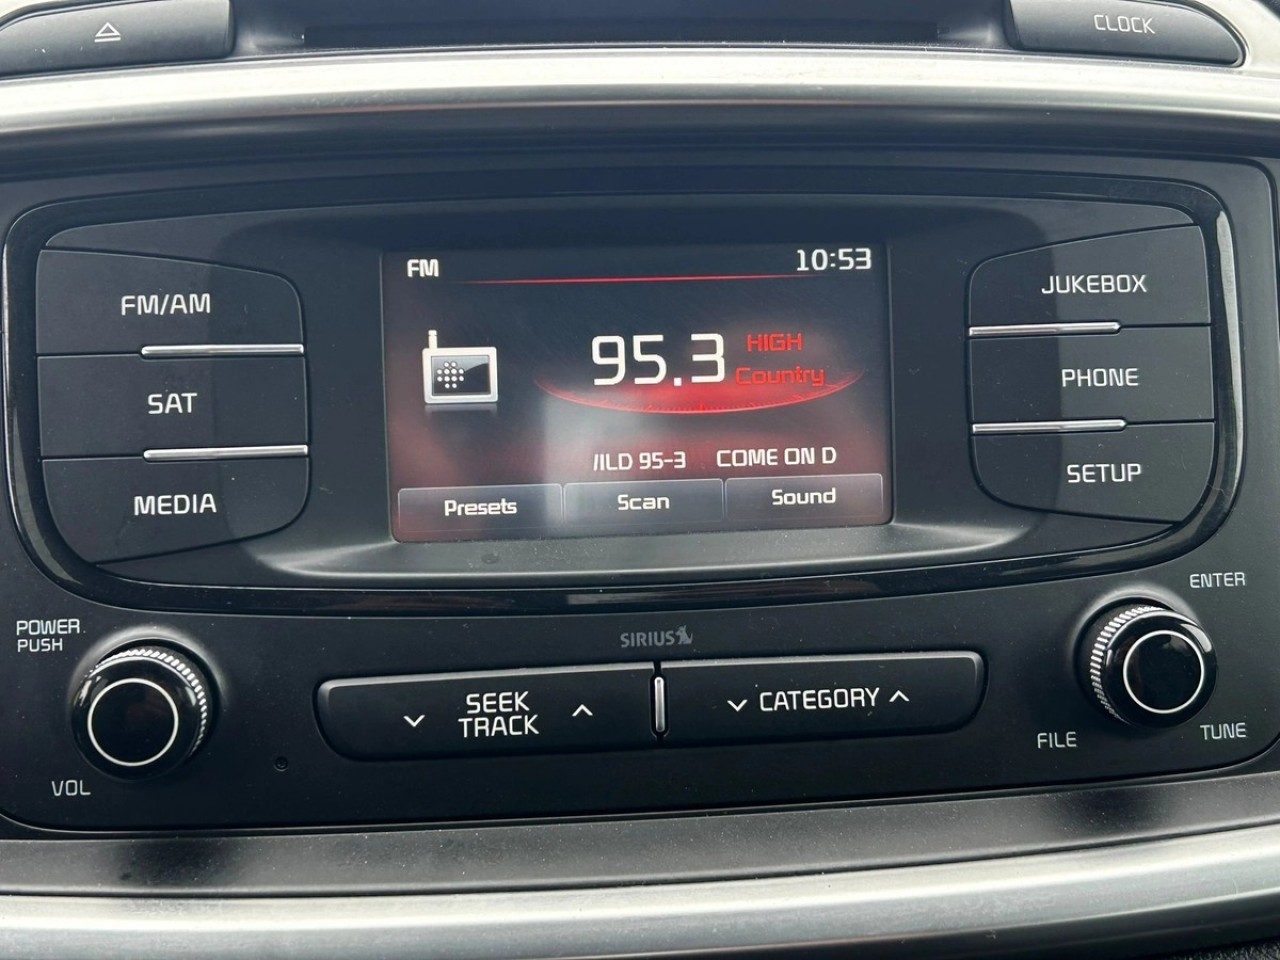 CLOCK
FM 10:53
FM/AM
SAT
MEDIA
95.3 HIGH
Country
/ILD 95-3 COME ON D
Presets Scan Sound
JUKEBOX
PHONE
SETUP
POWER
PUSH
VOL
SIRIUS
SEEK
TRACK
CATEGORY
ENTER
FILE
TUNE